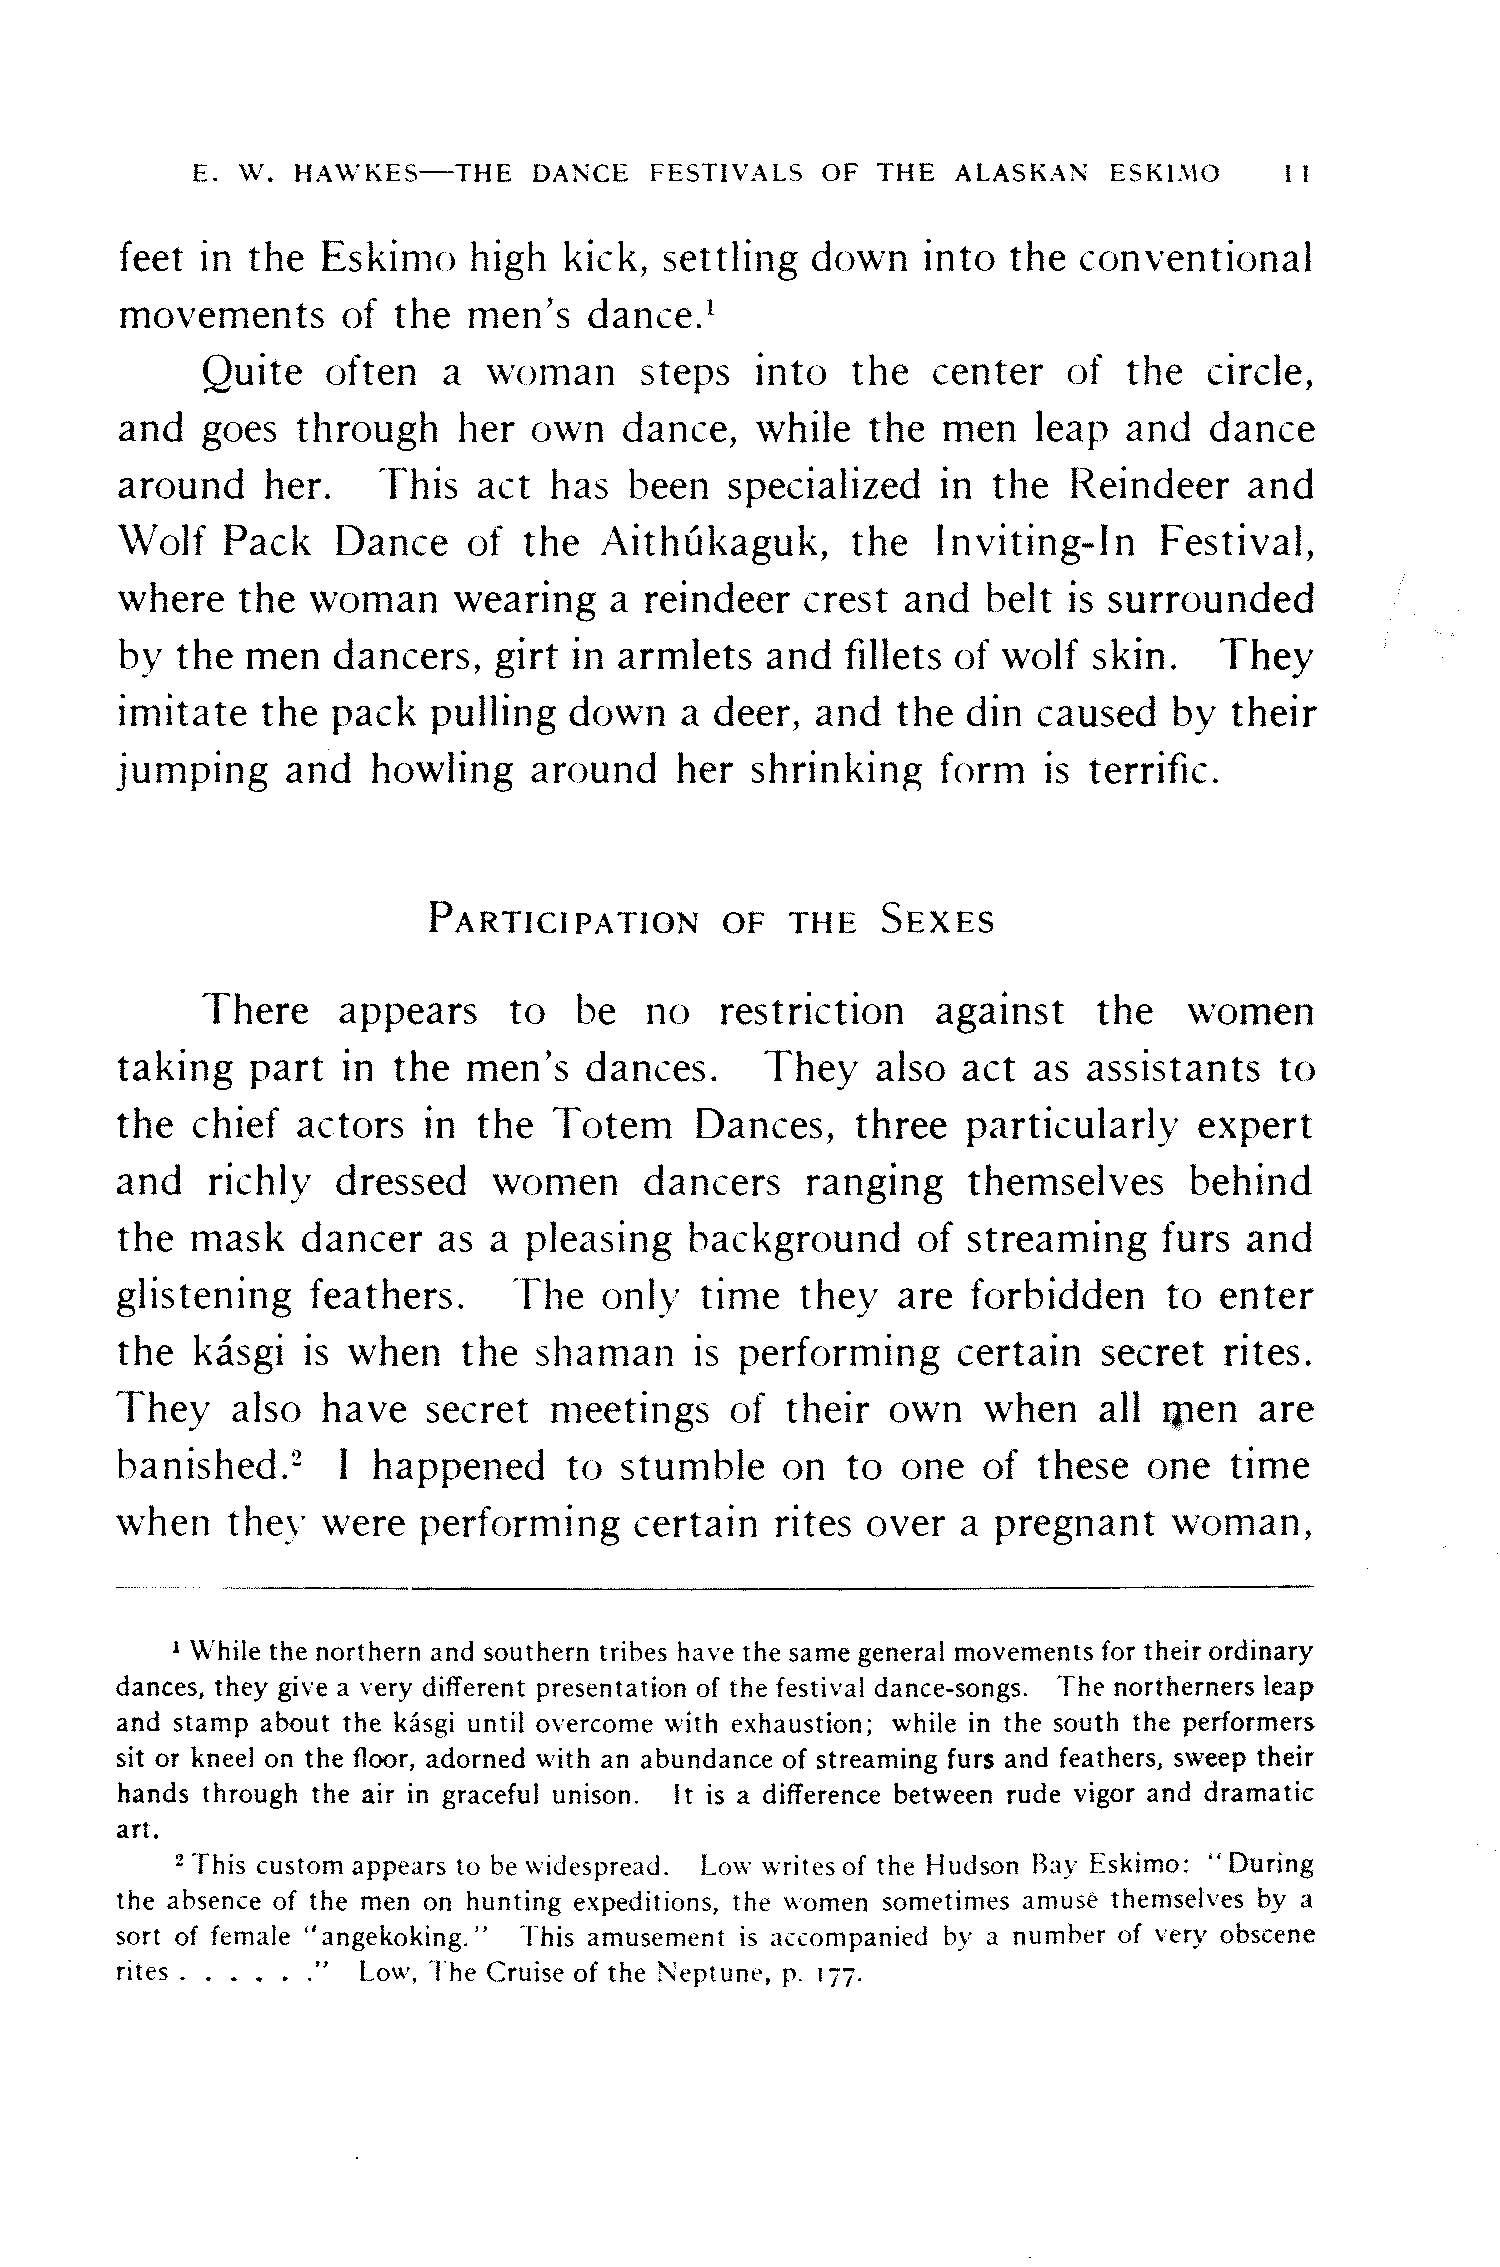 E. W. HAWKES—THE DANCE FESTIVALS OF THE ALASKAN ESKIMO 11
feet in the Eskimo high kick, settling down into the conventional
movements of the men's dance.¹
Quite often a woman steps into the center of the circle,
and goes through her own dance, while the men leap and dance
around her. This act has been specialized in the Reindeer and
Wolf Pack Dance of the Aithúkaguk, the Inviting-In Festival,
where the woman wearing a reindeer crest and belt is surrounded
by the men dancers, girt in armlets and fillets of wolf skin. They
imitate the pack pulling down a deer, and the din caused by their
jumping and howling around her shrinking form is terrific.
PARTICIPATION OF THE SEXES
There appears to be no restriction against the women
taking part in the men's dances. They also act as assistants to
the chief actors in the Totem Dances, three particularly expert
and richly dressed women dancers ranging themselves behind
the mask dancer as a pleasing background of streaming furs and
glistening feathers. The only time they are forbidden to enter
the kásgi is when the shaman is performing certain secret rites.
They also have secret meetings of their own when all men are
banished.² I happened to stumble on to one of these one time
when they were performing certain rites over a pregnant woman,
¹ While the northern and southern tribes have the same general movements for their ordinary
dances, they give a very different presentation of the festival dance-songs. The northerners leap
and stamp about the kásgi until overcome with exhaustion; while in the south the performers
sit or kneel on the floor, adorned with an abundance of streaming furs and feathers, sweep their
hands through the air in graceful unison. It is a difference between rude vigor and dramatic
art.
² This custom appears to be widespread. Low writes of the Hudson Bay Eskimo: "During
the absence of the men on hunting expeditions, the women sometimes amuse themselves by a
sort of female "angekoking." This amusement is accompanied by a number of very obscene
rites . . . . . ." Low, The Cruise of the Neptune, p. 177.